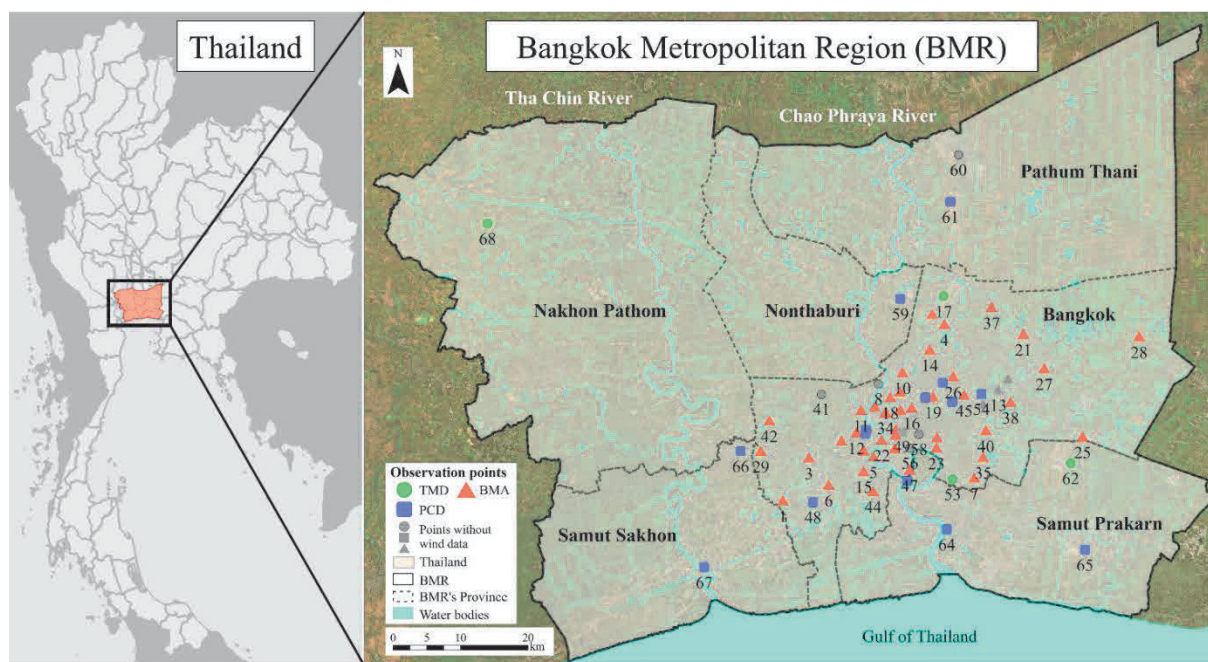 Thailand
Bangkok Metropolitan Region (BMR)
N
Tha Chin River
Chao Phraya River
60
Pathum Thani
61
68
Nakhon Pathom
Nonthaburi
59
17
37
Bangkok
4
21
28
14
27
10
26
8
41
13
19
45
54
38
18
11
16
42
34
40
12
49
58
25
66
29
22
23
3
5
56
35
62
15
47
53
7
6
1
48
44
Samut Sakhon
Samut Prakarn
64
65
67
Observation points
TMD
BMA
PCD
Points without
wind data
Thailand
BMR
BMR's Province
Water bodies
0 5 10 20
km
Gulf of Thailand